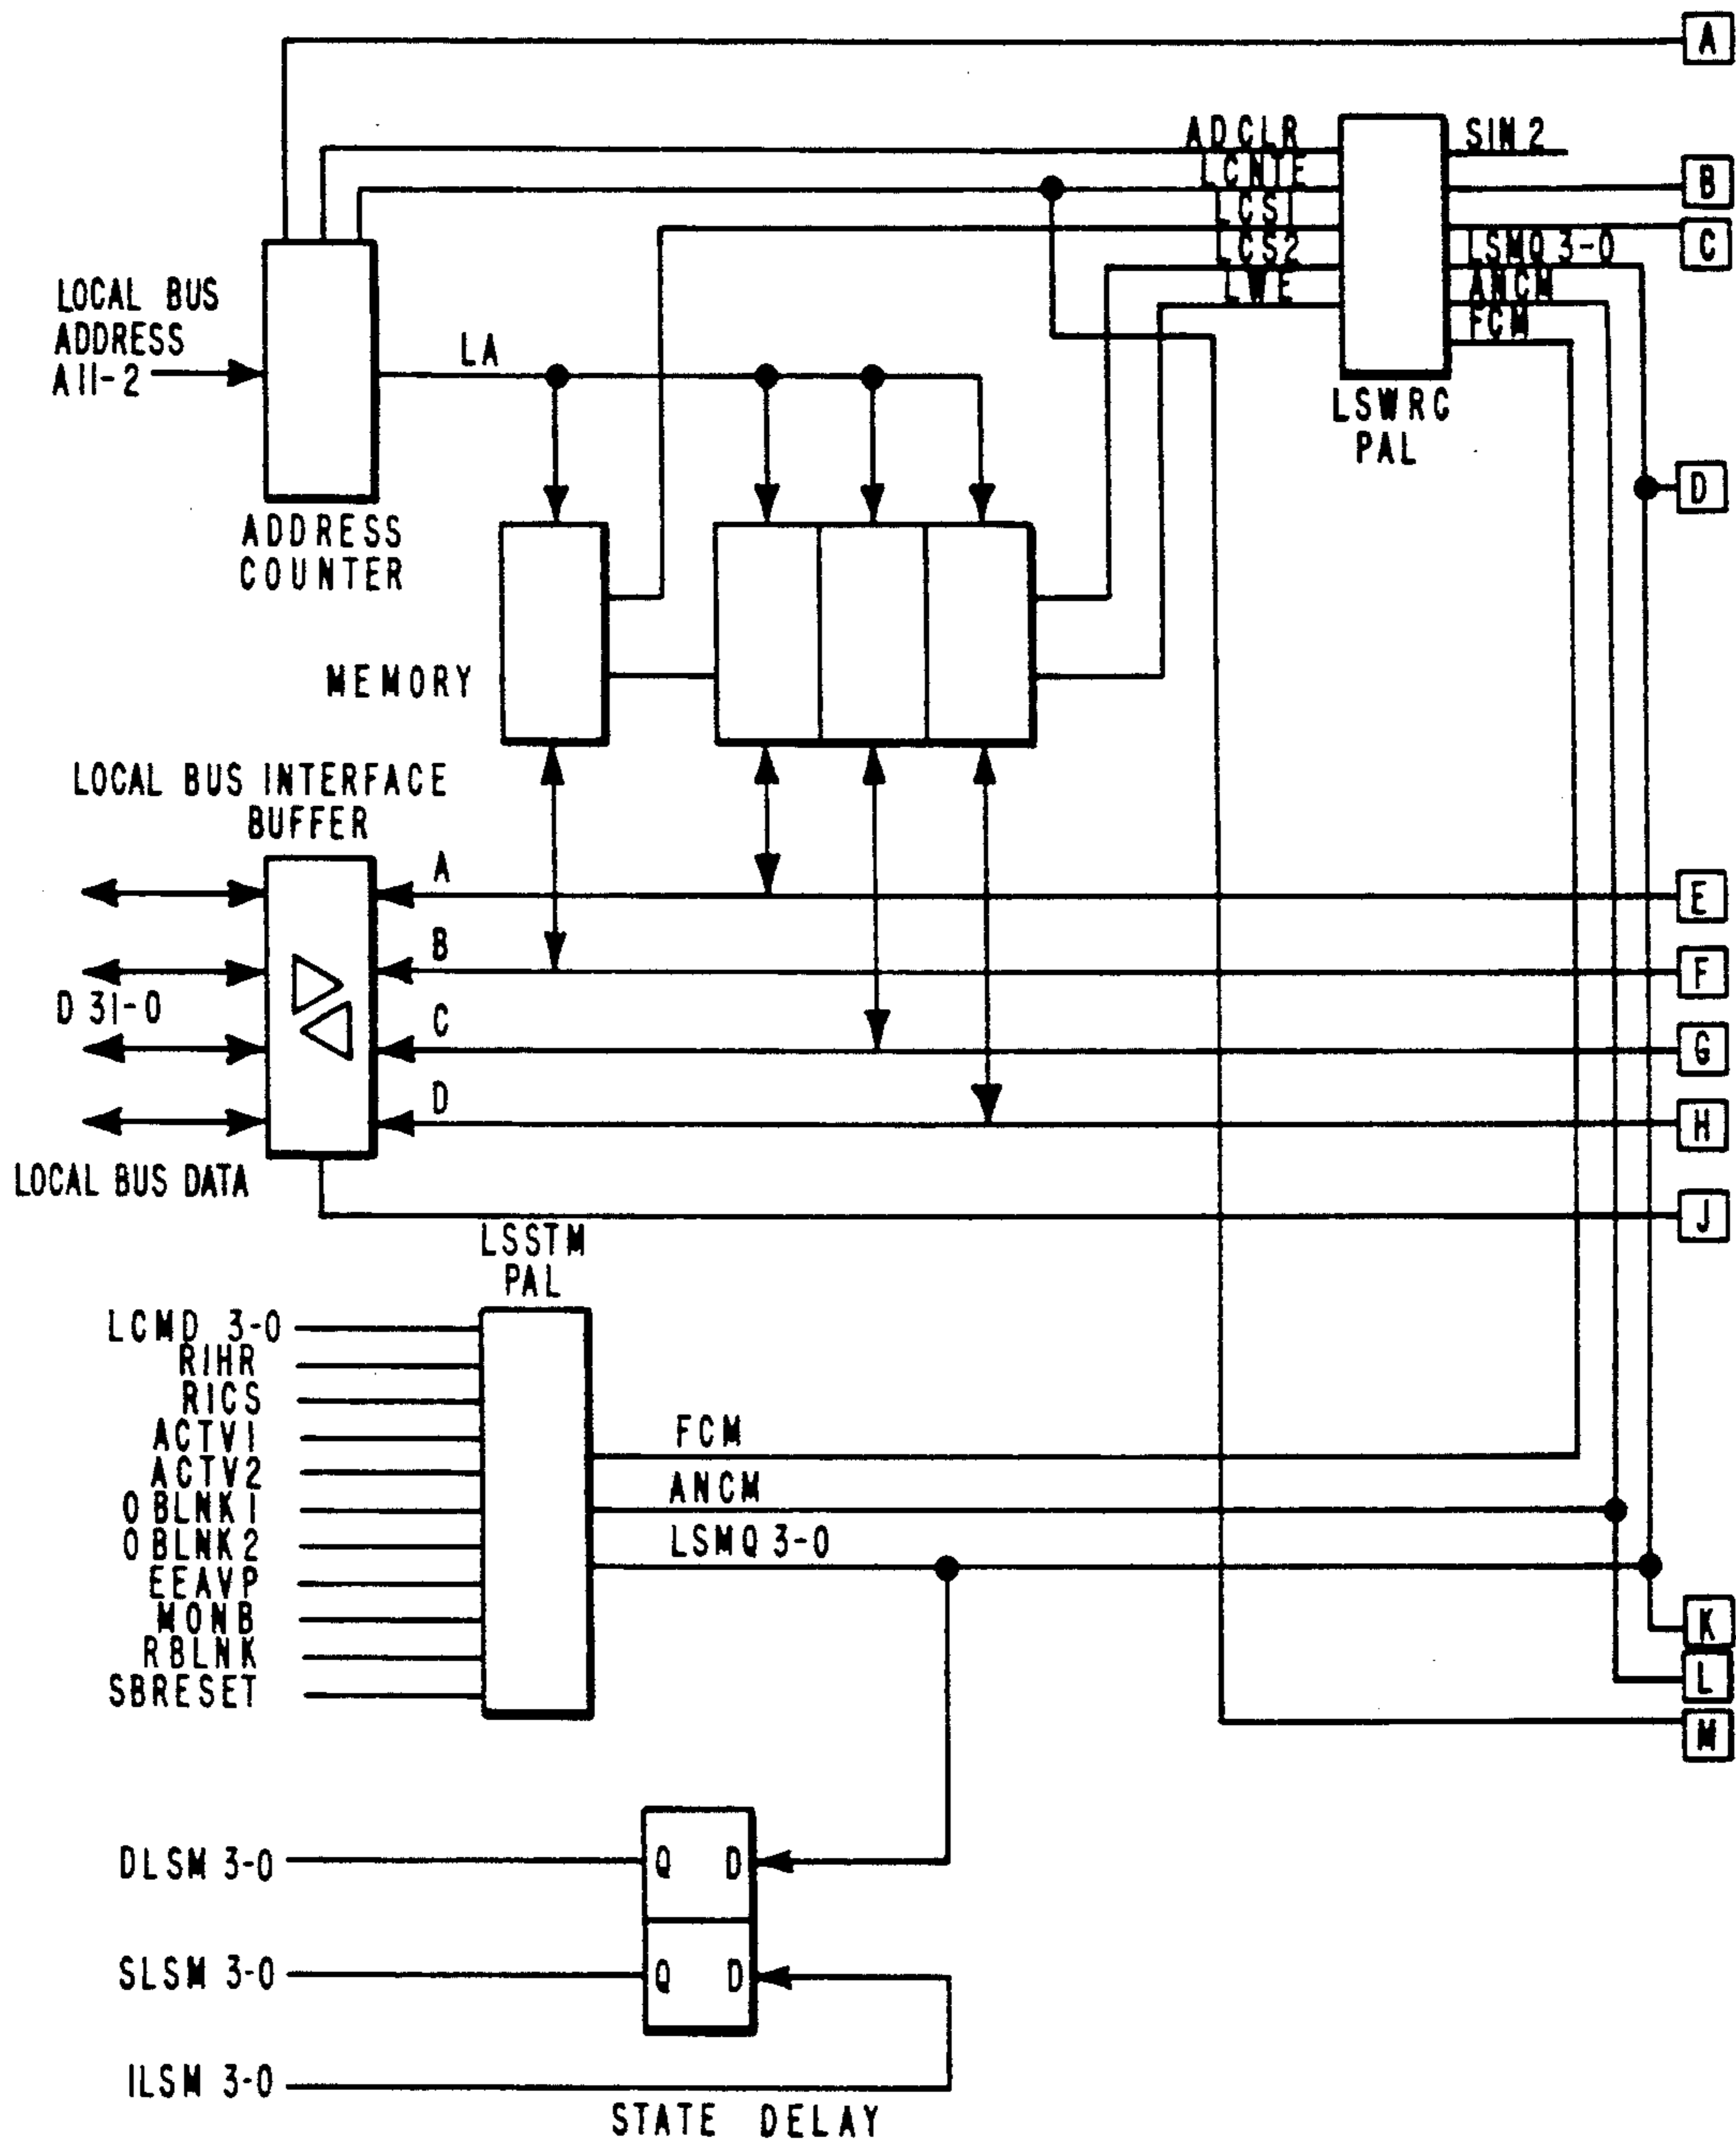 A
ADCLR
SIM 2
LCNTE
B
LCS1
C
LCS2
LSMQ 3-0
LWE
ANCM
FCM
LOCAL BUS
ADDRESS
A11-2
LA
LSWRC
PAL
D
ADDRESS
COUNTER
MEMORY
LOCAL BUS INTERFACE
BUFFER
A
E
B
F
D 31-0
C
G
D
H
LOCAL BUS DATA
J
LSSTM
PAL
LCMD 3-0
RIHR
RICS
ACTV1
ACTV2
OBLNK1
OBLNK2
EEAVP
MONB
RBLNK
SBRESET
FCM
ANCM
LSMQ 3-0
K
L
M
DLSM 3-0
Q D
SLSM 3-0
Q D
ILSM 3-0
STATE DELAY